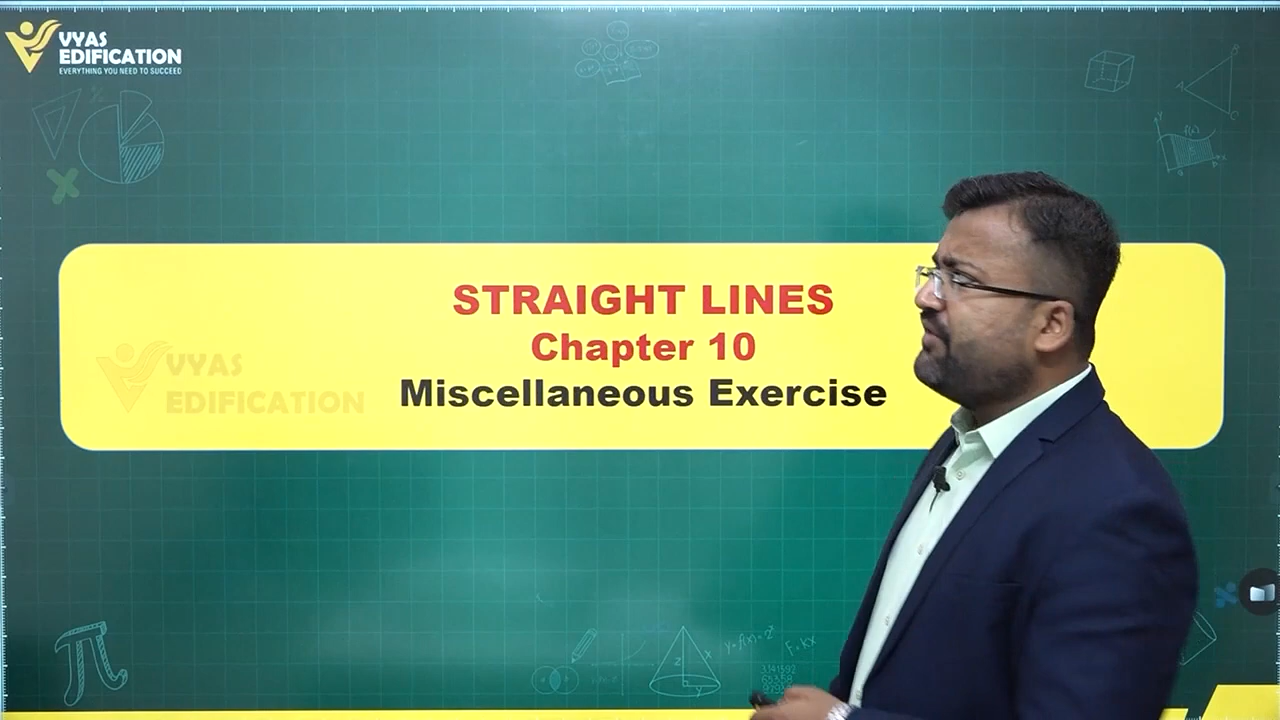 VYAS
EDIFICATION
EVERYTHING YOU NEED TO SUCCEED
STRAIGHT LINES
Chapter 10
Miscellaneous Exercise
VYAS
EDIFICATION